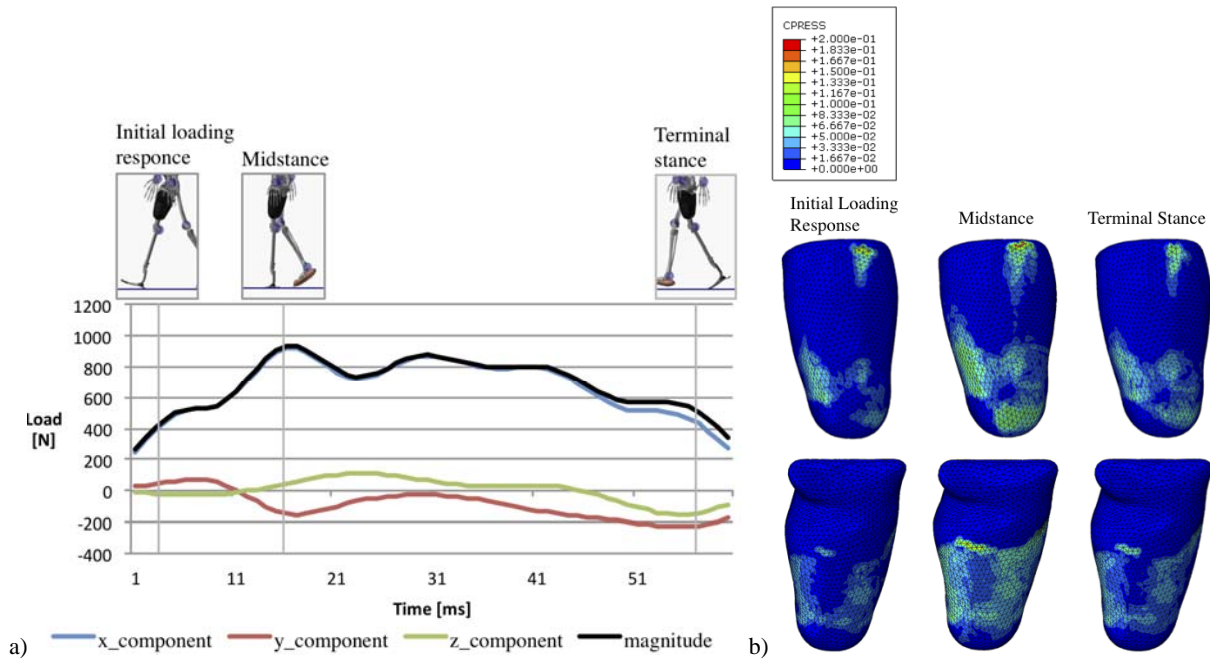 Initial loading
responce
Midstance
Terminal
stance
1200
1000
800
600
400
200
0
-200
-400
Load
[N]
1 11 21 31 41 51
Time [ms]
x_component y_component z_component magnitude
a)
CPRESS
+2.000e-01
+1.833e-01
+1.667e-01
+1.500e-01
+1.333e-01
+1.167e-01
+1.000e-01
+8.333e-02
+6.667e-02
+5.000e-02
+3.333e-02
+1.667e-02
+0.000e+00
Initial Loading
Response
Midstance
Terminal Stance
b)